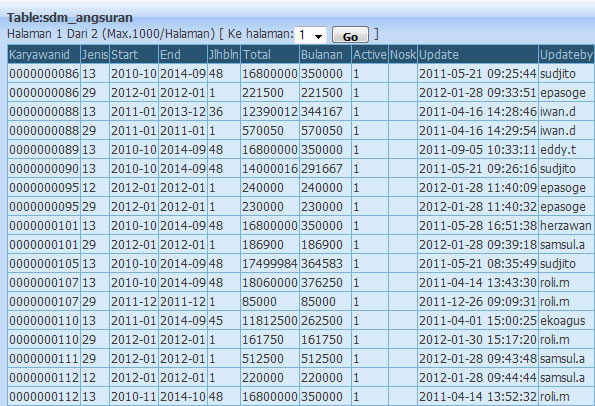 Table:sdm_angsuran
Halaman 1 Dari 2 (Max.1000/Halaman) [ Ke halaman: 1 Go ]
Karyawanid Jenis Start End Jlhbln Total Bulanan Active Nosk Update Updateby
0000000086 13 2010-10 2014-09 48 16800000 350000 1 2011-05-21 09:25:44 sudjito
0000000086 29 2012-01 2012-01 1 221500 221500 1 2012-01-28 09:33:51 epasoge
0000000088 13 2011-01 2013-12 36 12390012 344167 1 2011-04-16 14:28:46 iwan.d
0000000088 29 2011-01 2011-01 1 570050 570050 1 2011-04-16 14:29:54 iwan.d
0000000089 13 2010-10 2014-09 48 16800000 350000 1 2011-09-05 10:33:11 eddy.t
0000000090 13 2010-10 2014-09 48 14000016 291667 1 2011-05-21 09:26:16 sudjito
0000000095 12 2012-01 2012-01 1 240000 240000 1 2012-01-28 11:40:09 epasoge
0000000095 29 2012-01 2012-01 1 230000 230000 1 2012-01-28 11:40:32 epasoge
0000000101 13 2010-10 2014-09 48 16800000 350000 1 2011-05-28 16:51:38 herzawan
0000000101 29 2012-01 2012-01 1 186900 186900 1 2012-01-28 09:39:18 samsul.a
0000000105 13 2010-10 2014-09 48 17499984 364583 1 2011-05-21 08:35:49 sudjito
0000000107 13 2010-10 2014-09 48 18060000 376250 1 2011-04-14 13:43:30 roli.m
0000000107 29 2011-12 2011-12 1 85000 85000 1 2011-12-26 09:09:31 roli.m
0000000110 13 2011-01 2014-09 45 11812500 262500 1 2011-04-01 15:00:25 ekoagus
0000000110 29 2012-01 2012-01 1 161750 161750 1 2012-01-30 15:17:20 roli.m
0000000111 29 2012-01 2012-01 1 512500 512500 1 2012-01-28 09:43:48 samsul.a
0000000112 12 2012-01 2012-01 1 220000 220000 1 2012-01-28 09:44:44 samsul.a
0000000112 13 2010-11 2014-10 48 16800000 350000 1 2011-04-14 13:52:32 roli.m